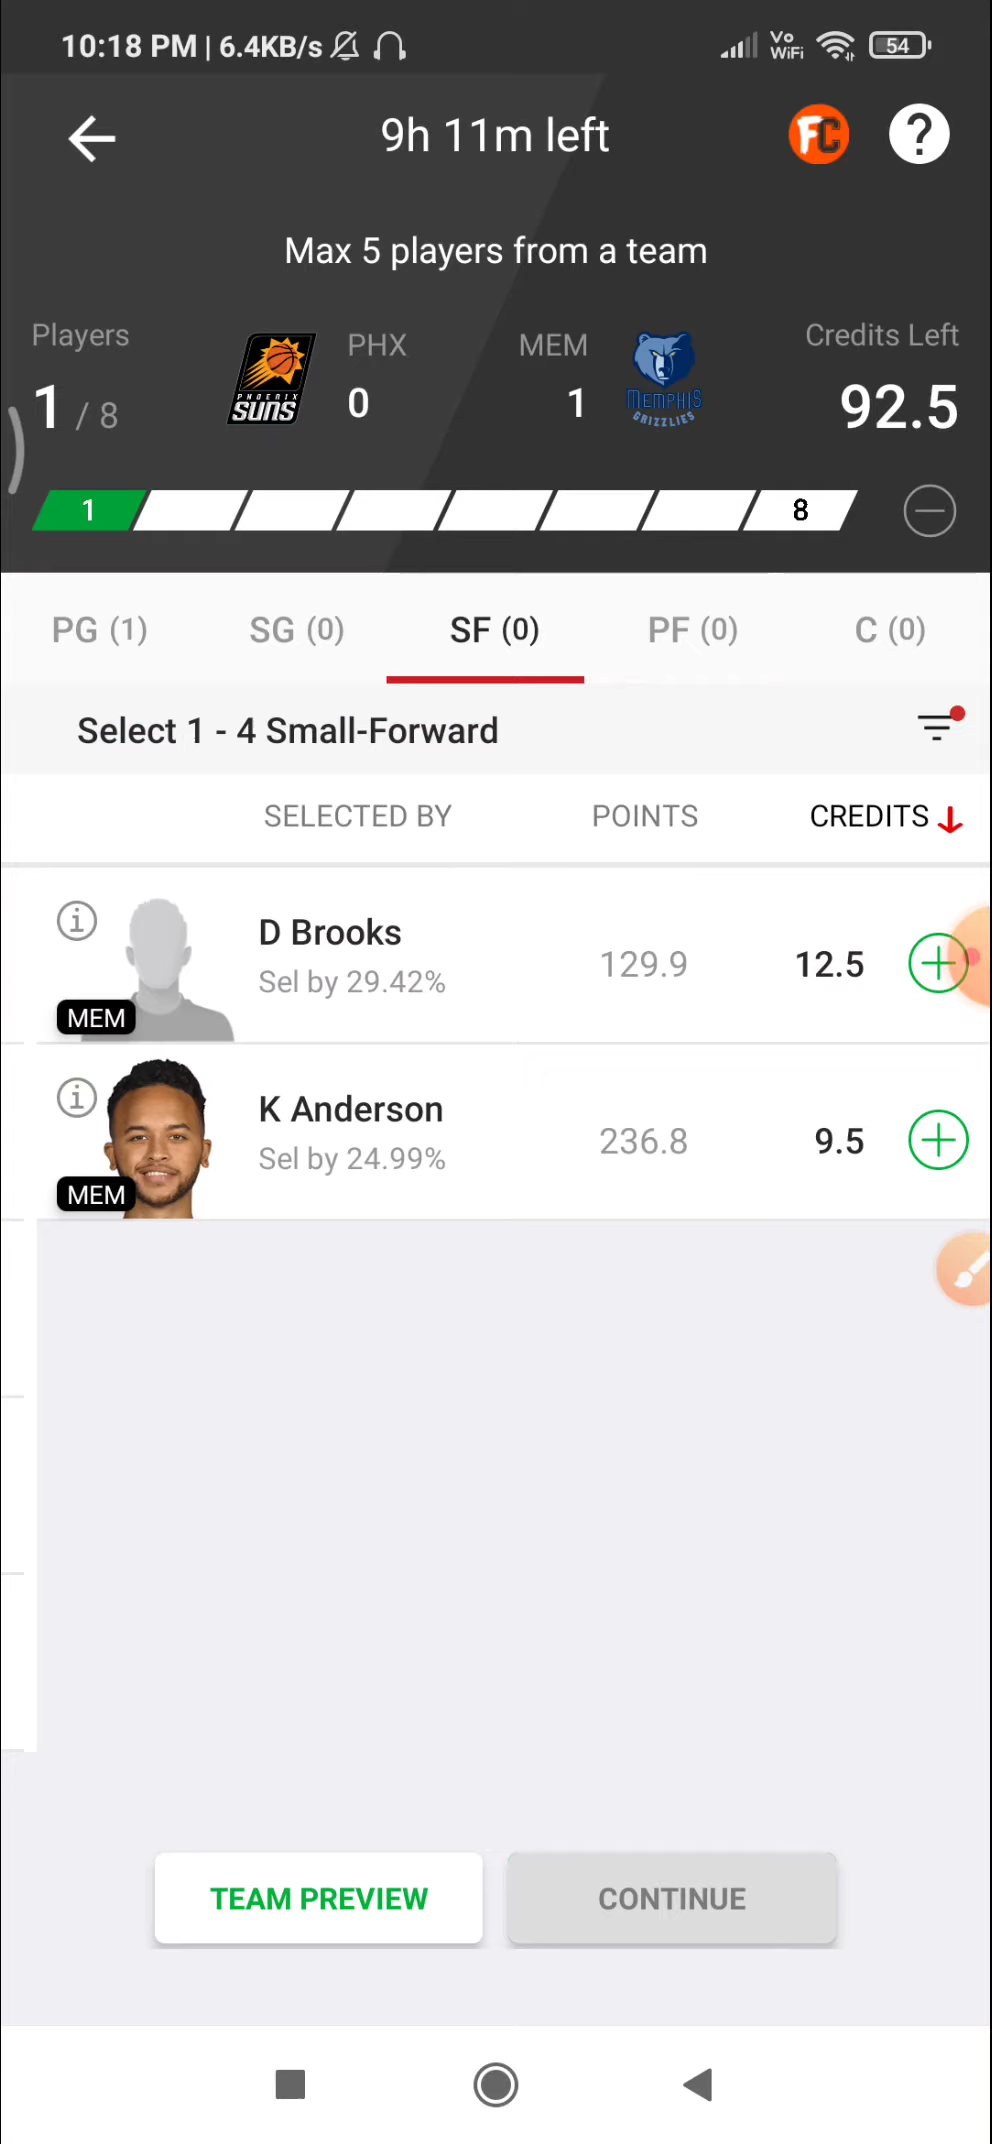 10:18 PM | 6.4KB/s
Vo WiFi
54
9h 11m left
FC
?
Max 5 players from a team
Players
PHX
MEM
Credits Left
1 / 8
PHOENIX
SUNS
0
1
MEMPHIS
GRIZZLIES
92.5
1
8
PG (1)
SG (0)
SF (0)
PF (0)
C (0)
Select 1 - 4 Small-Forward
SELECTED BY
POINTS
CREDITS
D Brooks
Sel by 29.42%
129.9
12.5
MEM
K Anderson
Sel by 24.99%
236.8
9.5
MEM
TEAM PREVIEW
CONTINUE